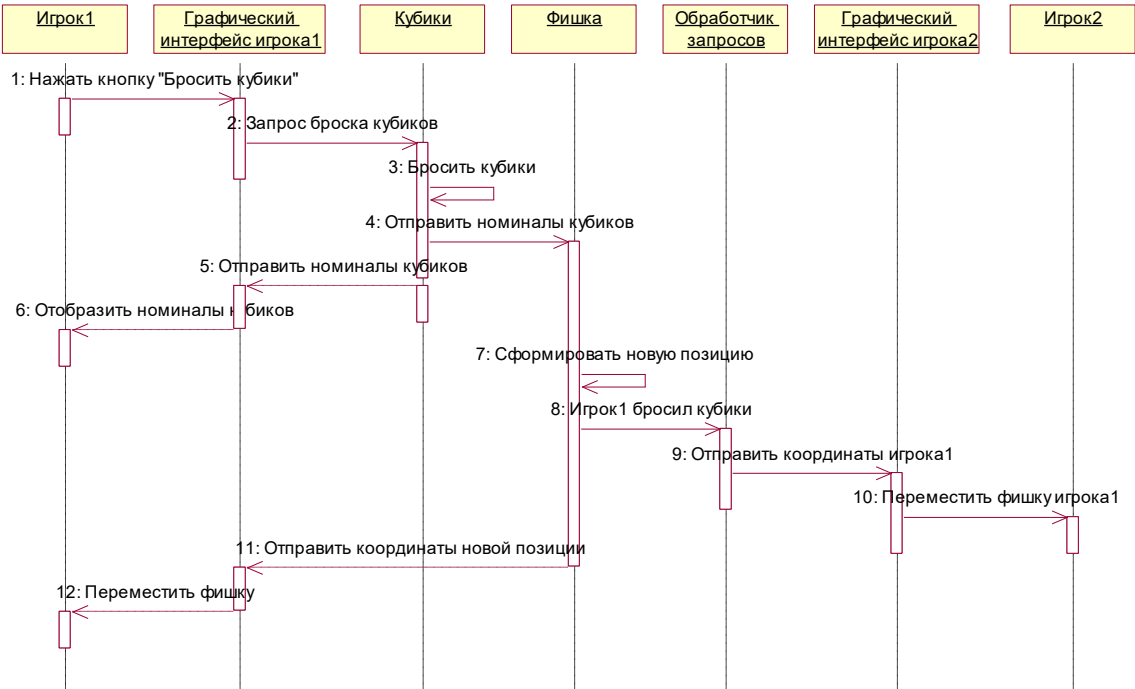 Игрок1
Графический
интерфейс игрока1
Кубики
Фишка
Обработчик
запросов
Графический
интерфейс игрока2
Игрок2
1: Нажать кнопку "Бросить кубики"
2: Запрос броска кубиков
3: Бросить кубики
4: Отправить номиналы кубиков
5: Отправить номиналы кубиков
6: Отобразить номиналы кубиков
7: Сформировать новую позицию
8: Игрок1 бросил кубики
9: Отправить координаты игрока1
10: Переместить фишку игрока1
11: Отправить координаты новой позиции
12: Переместить фишку